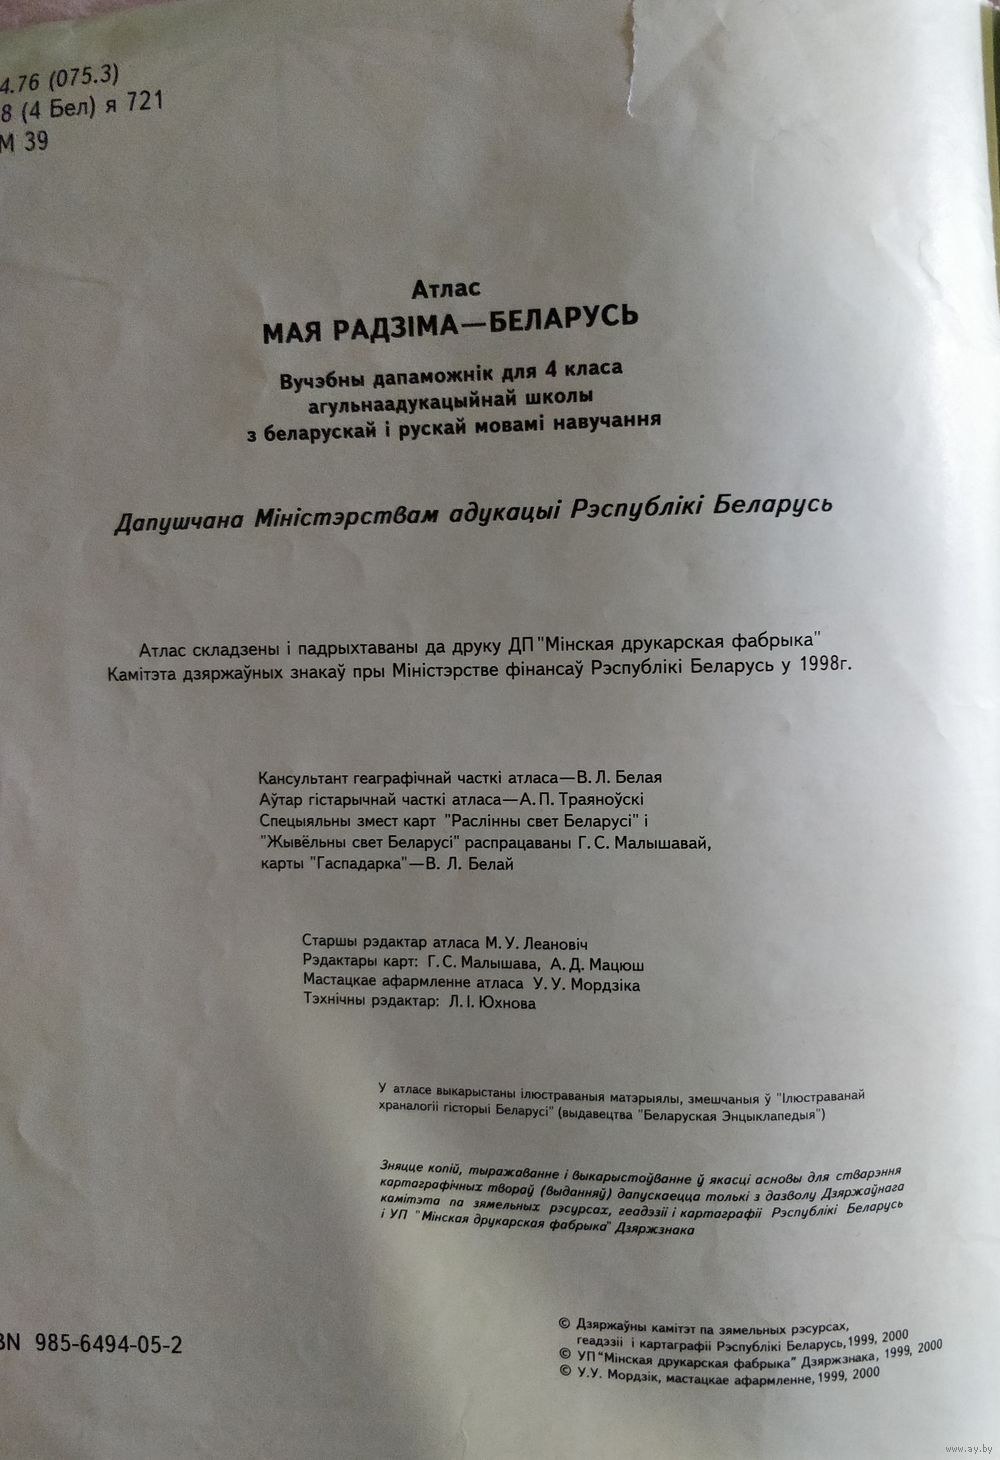 4.76 (075.3)
8 (4 Бел) я 721
М 39
Атлас
МАЯ РАДЗІМА—БЕЛАРУСЬ
Вучэбны дапаможнік для 4 класа
агульнаадукацыйнай школы
з беларускай і рускай мовамі навучання
Дапушчана Міністэрствам адукацыі Рэспублікі Беларусь
Атлас складзены і падрыхтаваны да друку ДП "Мінская друкарская фабрыка"
Камітэта дзяржаўных знакаў пры Міністэрстве фінансаў Рэспублікі Беларусь у 1998г.
Кансультант геаграфічнай часткі атласа—В. Л. Белая
Аўтар гістарычнай часткі атласа—А. П. Траяноўскі
Спецыяльны змест карт "Раслінны свет Беларусі" і
"Жывёльны свет Беларусі" распрацаваны Г. С. Малышавай,
карты "Гаспадарка"—В. Л. Белай
Старшы рэдактар атласа М. У. Леановіч
Рэдактары карт: Г. С. Малышава, А. Д. Мацюш
Мастацкае афармленне атласа У. У. Мордзіка
Тэхнічны рэдактар: Л. І. Юхнова
У атласе выкарыстаны ілюстраваныя матэрыялы, змешчаныя ў "Ілюстраванай
храналогіі гісторыі Беларусі" (выдавецтва "Беларуская Энцыклапедыя")
Зняцце копій, тыражаванне і выкарыстоўванне ў якасці асновы для стварэння
картаграфічных твораў (выданняў) дапускаецца толькі з дазволу Дзяржаўнага
камітэта па зямельных рэсурсах, геадэзіі і картаграфіі Рэспублікі Беларусь
і УП "Мінская друкарская фабрыка" Дзяржзнака
BN 985-6494-05-2
© Дзяржаўны камітэт па зямельных рэсурсах,
геадэзіі і картаграфіі Рэспублікі Беларусь, 1999, 2000
© УП "Мінская друкарская фабрыка" Дзяржзнака, 1999, 2000
© У.У. Мордзік, мастацкае афармленне, 1999, 2000
www.ay.by